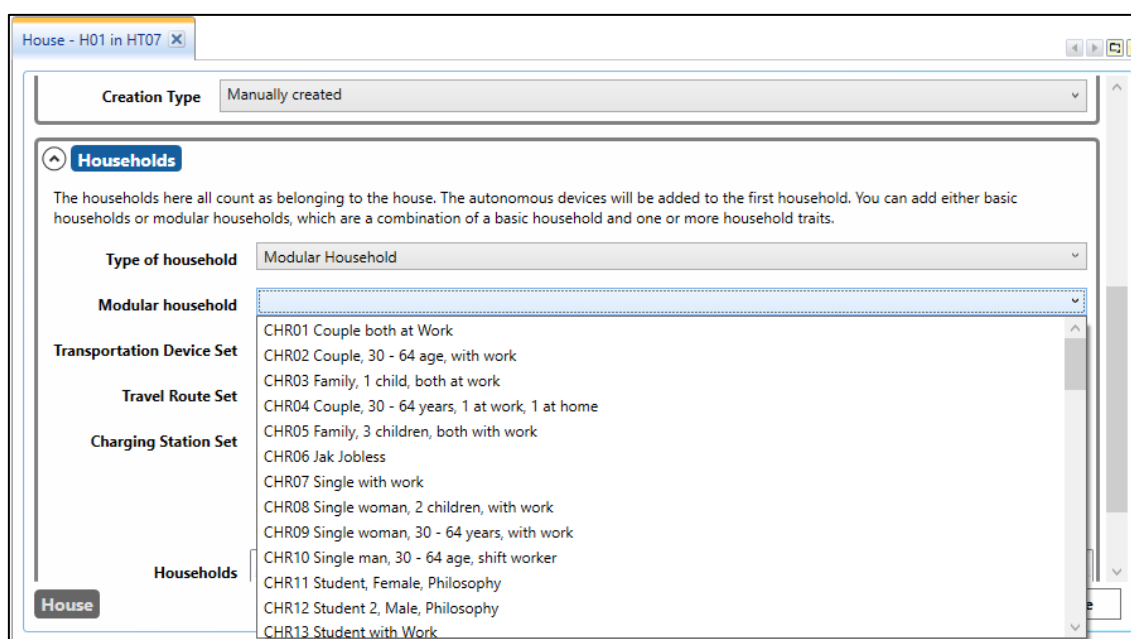 House - H01 in HT07
Creation Type Manually created
Households
The households here all count as belonging to the house. The autonomous devices will be added to the first household. You can add either basic
households or modular households, which are a combination of a basic household and one or more household traits.
Type of household Modular Household
Modular household
CHR01 Couple both at Work
Transportation Device Set
CHR02 Couple, 30 - 64 age, with work
CHR03 Family, 1 child, both at work
Travel Route Set
CHR04 Couple, 30 - 64 years, 1 at work, 1 at home
Charging Station Set
CHR05 Family, 3 children, both with work
CHR06 Jak Jobless
CHR07 Single with work
CHR08 Single woman, 2 children, with work
CHR09 Single woman, 30 - 64 years, with work
CHR10 Single man, 30 - 64 age, shift worker
Households
CHR11 Student, Female, Philosophy
House
CHR12 Student 2, Male, Philosophy
CHR13 Student with Work